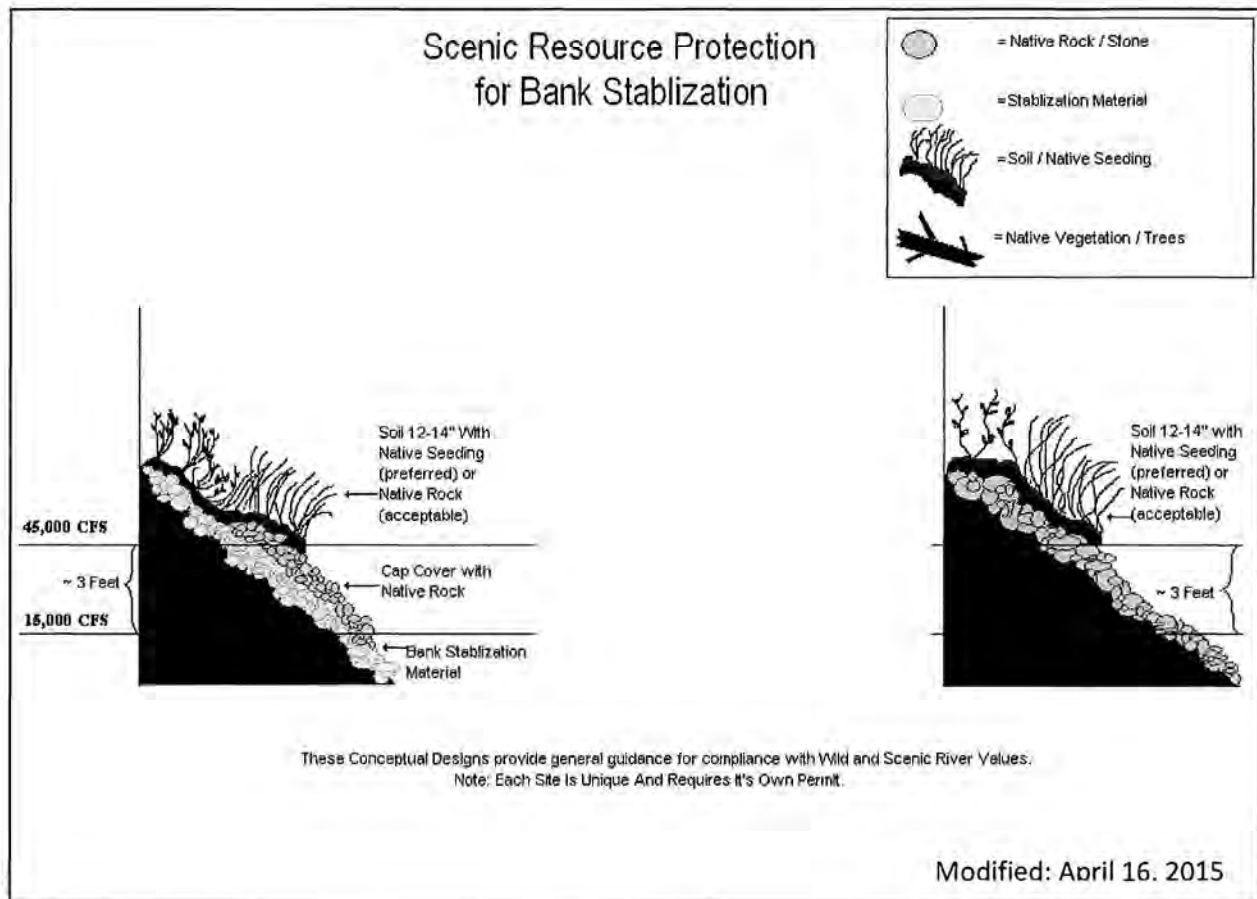 Scenic Resource Protection
for Bank Stablization
= Native Rock / Stone
= Stablization Material
= Soil / Native Seeding
= Native Vegetation / Trees
Soil 12-14" With
Native Seeding
(preferred) or
Native Rock
(acceptable)
45,000 CFS
~ 3 Feet
Cap Cover with
Native Rock
15,000 CFS
Bank Stablization
Material
Soil 12-14" with
Native Seeding
(preferred) or
Native Rock
(acceptable)
~ 3 Feet
These Conceptual Designs provide general guidance for compliance with Wild and Scenic River Values.
Note: Each Site Is Unique And Requires It's Own Permit.
Modified: April 16, 2015